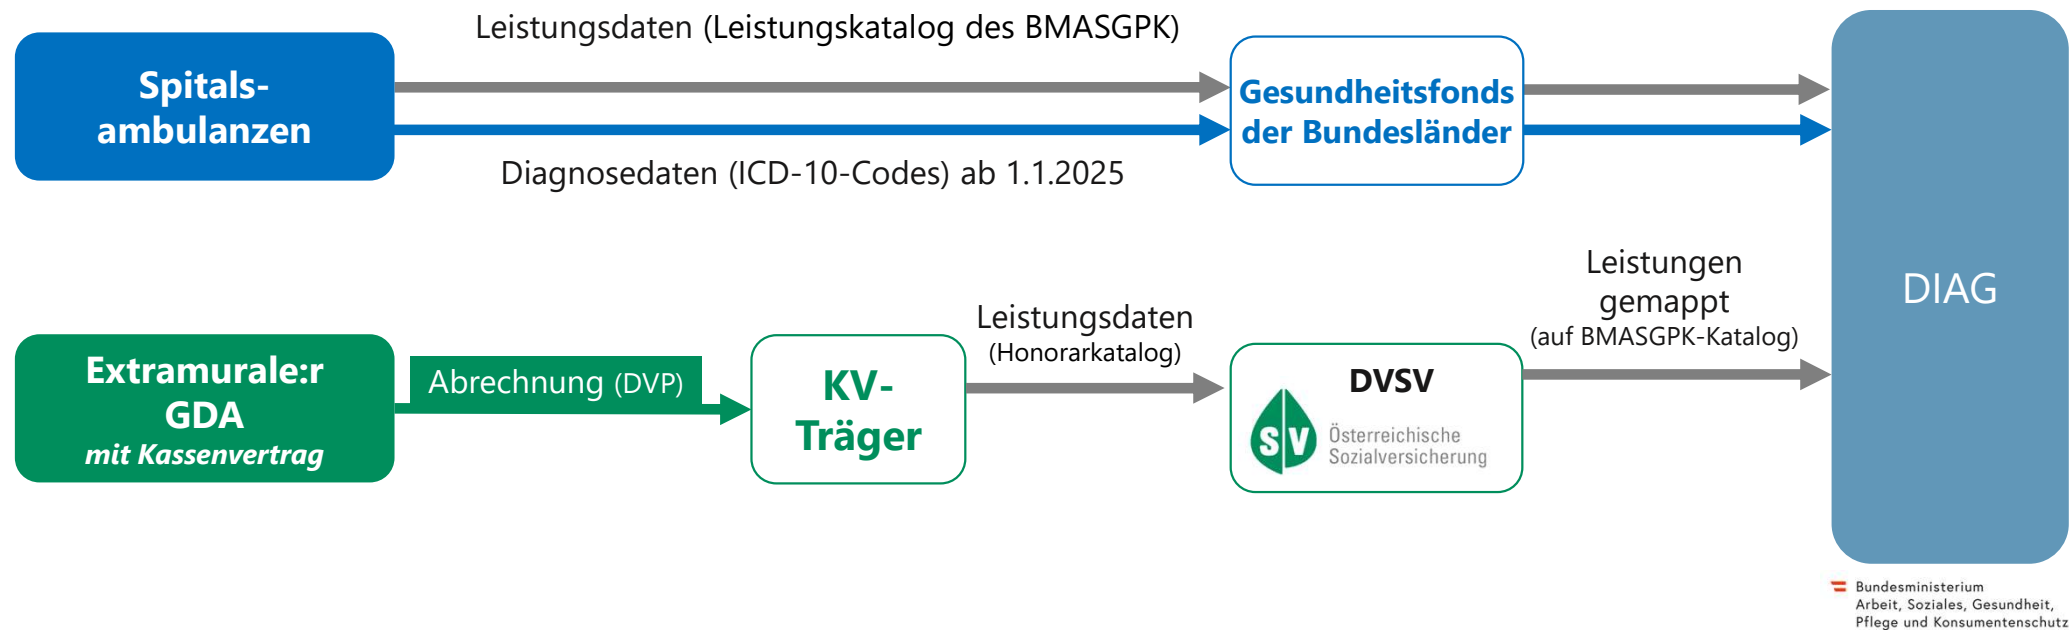 Leistungsdaten (Leistungskatalog des BMASGPK)
Spitals-
ambulanzen
Gesundheitsfonds
der Bundesländer
Diagnosedaten (ICD-10-Codes) ab 1.1.2025
DIAG
Leistungen
gemappt
(auf BMASGPK-Katalog)
Extramurale:r
GDA
mit Kassenvertrag
Abrechnung (DVP)
KV-
Träger
Leistungsdaten
(Honorarkatalog)
DVSV
SV
Österreichische
Sozialversicherung
Bundesministerium
Arbeit, Soziales, Gesundheit,
Pflege und Konsumentenschutz